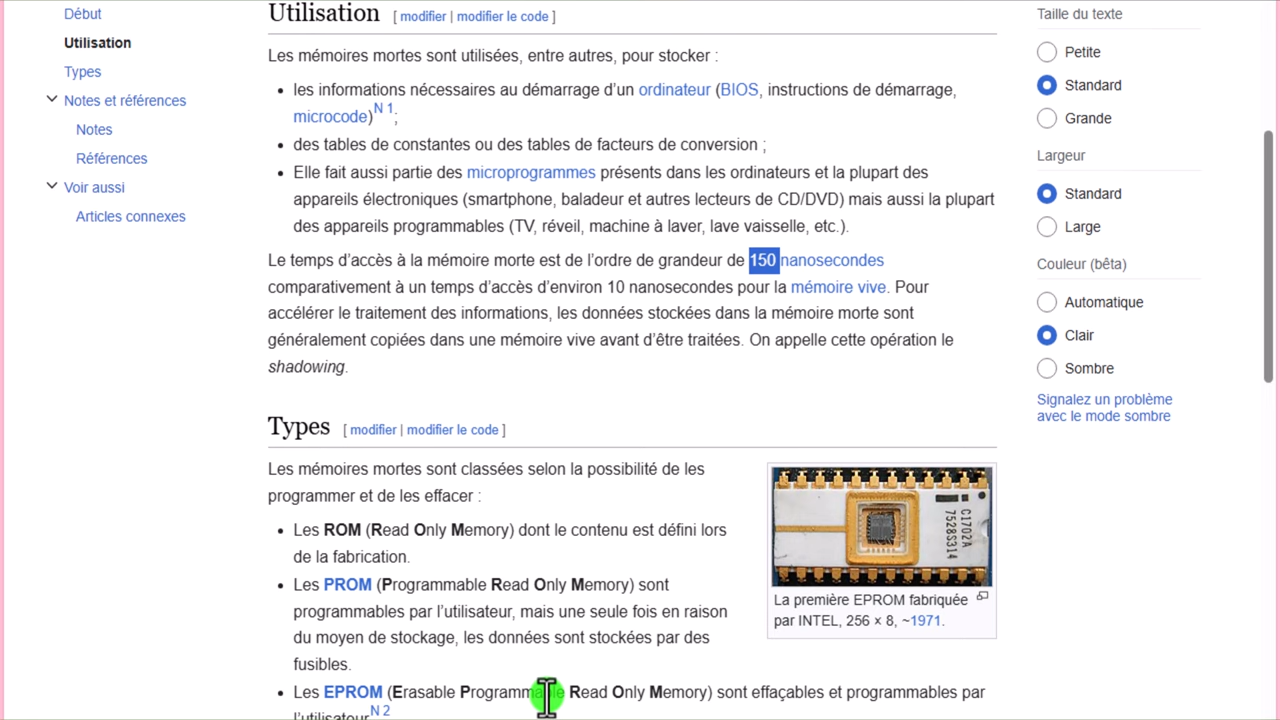 Début
Utilisation
Types
Notes et références
Notes
Références
Voir aussi
Articles connexes
Utilisation [ modifier | modifier le code ]
Les mémoires mortes sont utilisées, entre autres, pour stocker :
• les informations nécessaires au démarrage d’un ordinateur (BIOS, instructions de démarrage,
microcode)N 1;
• des tables de constantes ou des tables de facteurs de conversion ;
• Elle fait aussi partie des microprogrammes présents dans les ordinateurs et la plupart des
appareils électroniques (smartphone, baladeur et autres lecteurs de CD/DVD) mais aussi la plupart
des appareils programmables (TV, réveil, machine à laver, lave vaisselle, etc.).
Le temps d’accès à la mémoire morte est de l’ordre de grandeur de 150 nanosecondes
comparativement à un temps d’accès d’environ 10 nanosecondes pour la mémoire vive. Pour
accélérer le traitement des informations, les données stockées dans la mémoire morte sont
généralement copiées dans une mémoire vive avant d’être traitées. On appelle cette opération le
shadowing.
Types [ modifier | modifier le code ]
Les mémoires mortes sont classées selon la possibilité de les
programmer et de les effacer :
• Les ROM (Read Only Memory) dont le contenu est défini lors
de la fabrication.
• Les PROM (Programmable Read Only Memory) sont
programmables par l’utilisateur, mais une seule fois en raison
du moyen de stockage, les données sont stockées par des
fusibles.
• Les EPROM (Erasable Programmable Read Only Memory) sont effaçables et programmables par
l’utilisateurN 2
C1702A
7528S314
La première EPROM fabriquée
par INTEL, 256 × 8, ~1971.
Taille du texte
Petite
Standard
Grande
Largeur
Standard
Large
Couleur (bêta)
Automatique
Clair
Sombre
Signalez un problème
avec le mode sombre